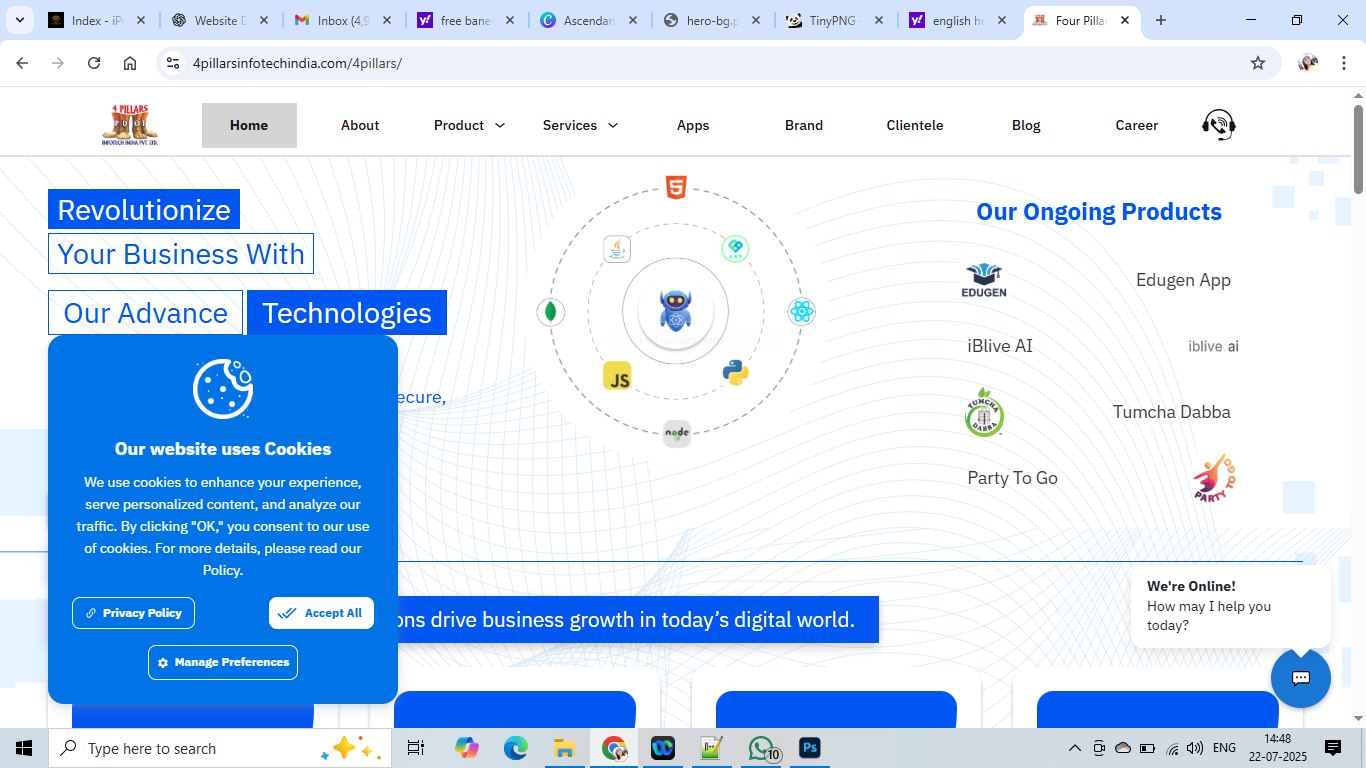 Index - iP
Website D
Inbox (4,9
free bane
Ascendan
hero-bg.p
TinyPNG -
english ho
Four Pillar
4pillarsinfotechindia.com/4pillars/
4 PILLARS
INFOTECH INDIA PVT. LTD.
Home
About
Product
Services
Apps
Brand
Clientele
Blog
Career
Revolutionize
Your Business With
Our Advance
Technologies
ecure,
5
ERP
JS
node
Our Ongoing Products
EDUGEN
Edugen App
iBlive AI
iblive ai
TUMCHA DABBA
Tumcha Dabba
Party To Go
PARTY TO GO
Our website uses Cookies
We use cookies to enhance your experience,
serve personalized content, and analyze our
traffic. By clicking "OK," you consent to our use
of cookies. For more details, please read our
Policy.
Privacy Policy
Accept All
Manage Preferences
ons drive business growth in today’s digital world.
We're Online!
How may I help you
today?
Type here to search
10
Ps
ENG
14:48
22-07-2025